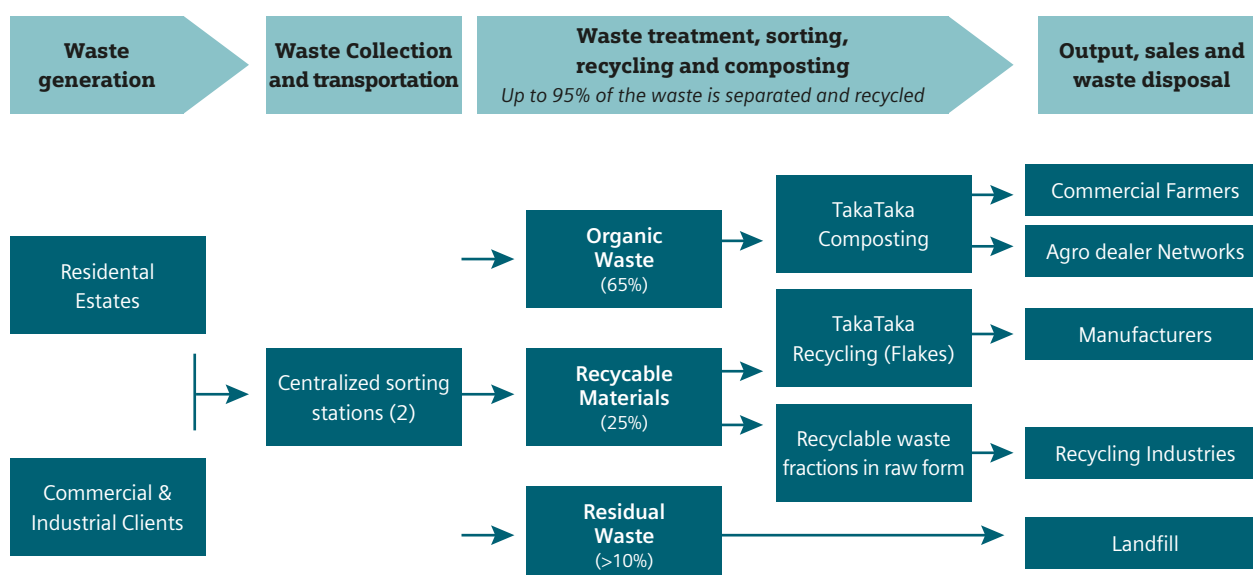 Waste
generation
Waste Collection
and transportation
Waste treatment, sorting,
recycling and composting
Up to 95% of the waste is separated and recycled
Output, sales and
waste disposal
Residental
Estates
Commercial &
Industrial Clients
Centralized sorting
stations (2)
Organic
Waste
(65%)
Recycable
Materials
(25%)
Residual
Waste
(>10%)
TakaTaka
Composting
TakaTaka
Recycling (Flakes)
Recyclable waste
fractions in raw form
Commercial Farmers
Agro dealer Networks
Manufacturers
Recycling Industries
Landfill